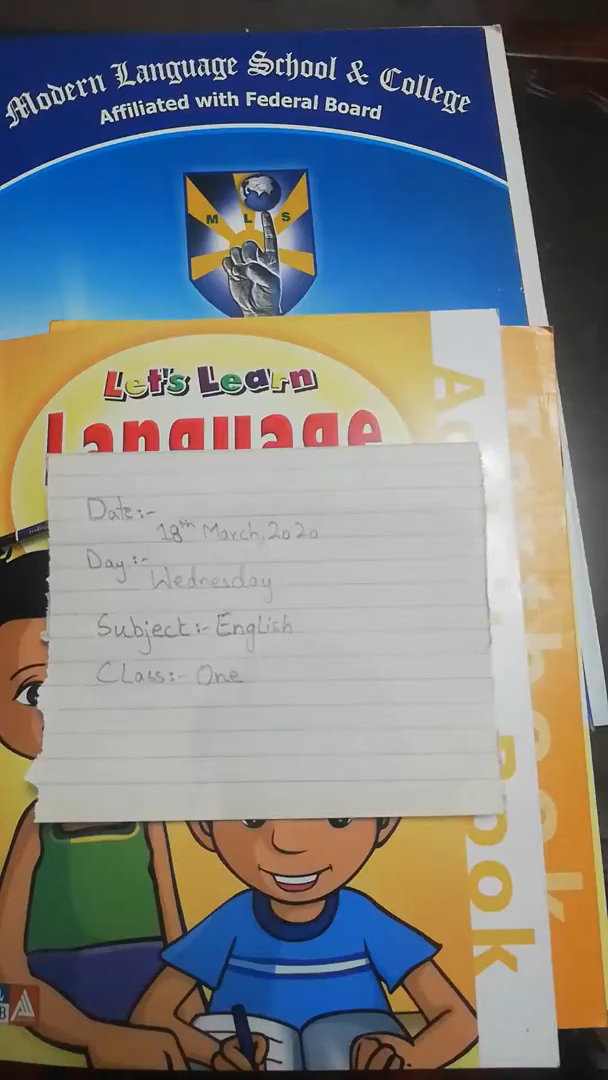 Modern Language School & College
Affiliated with Federal Board
M L S
Let's Learn
Language
Date:-
18th March, 2020
Day:-
Wednesday
Subject:- English
Class:- One